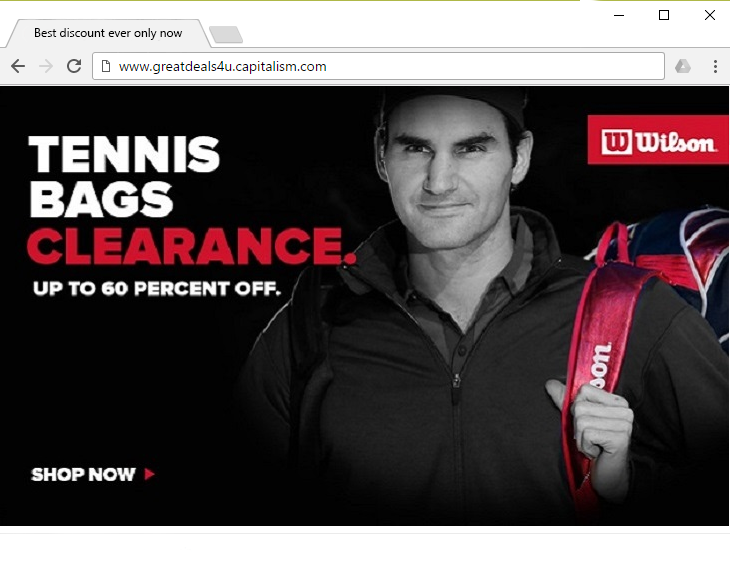 Best discount ever only now
www.greatdeals4u.capitalism.com
TENNIS
BAGS
CLEARANCE.
UP TO 60 PERCENT OFF.
SHOP NOW
W Wilson
son